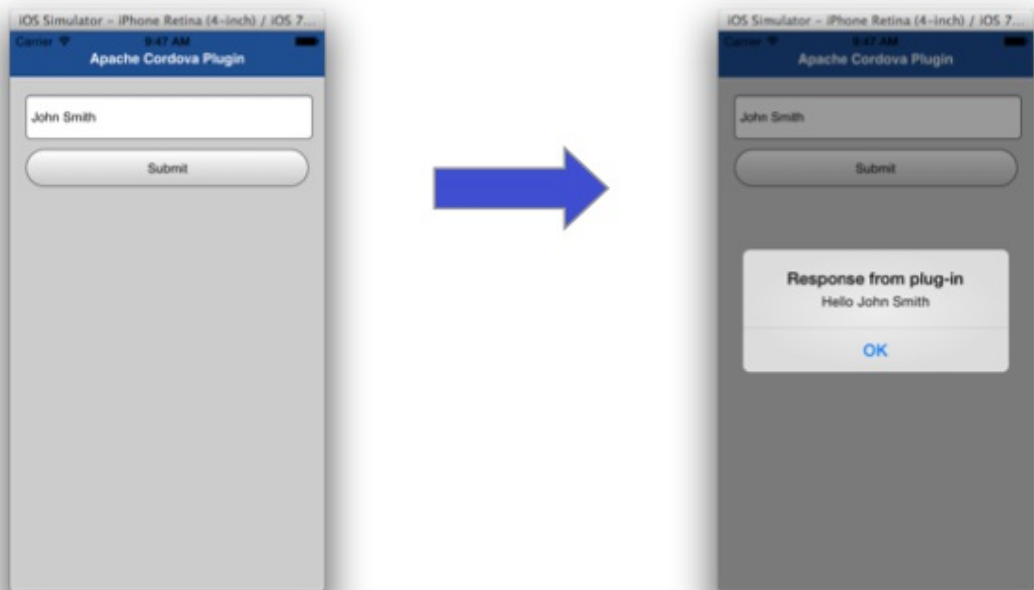 iOS Simulator - iPhone Retina (4-inch) / iOS 7...
Carrier 9:47 AM
Apache Cordova Plugin
John Smith
Submit
iOS Simulator - iPhone Retina (4-inch) / iOS 7...
Carrier 9:47 AM
Apache Cordova Plugin
John Smith
Submit
Response from plug-in
Hello John Smith
OK